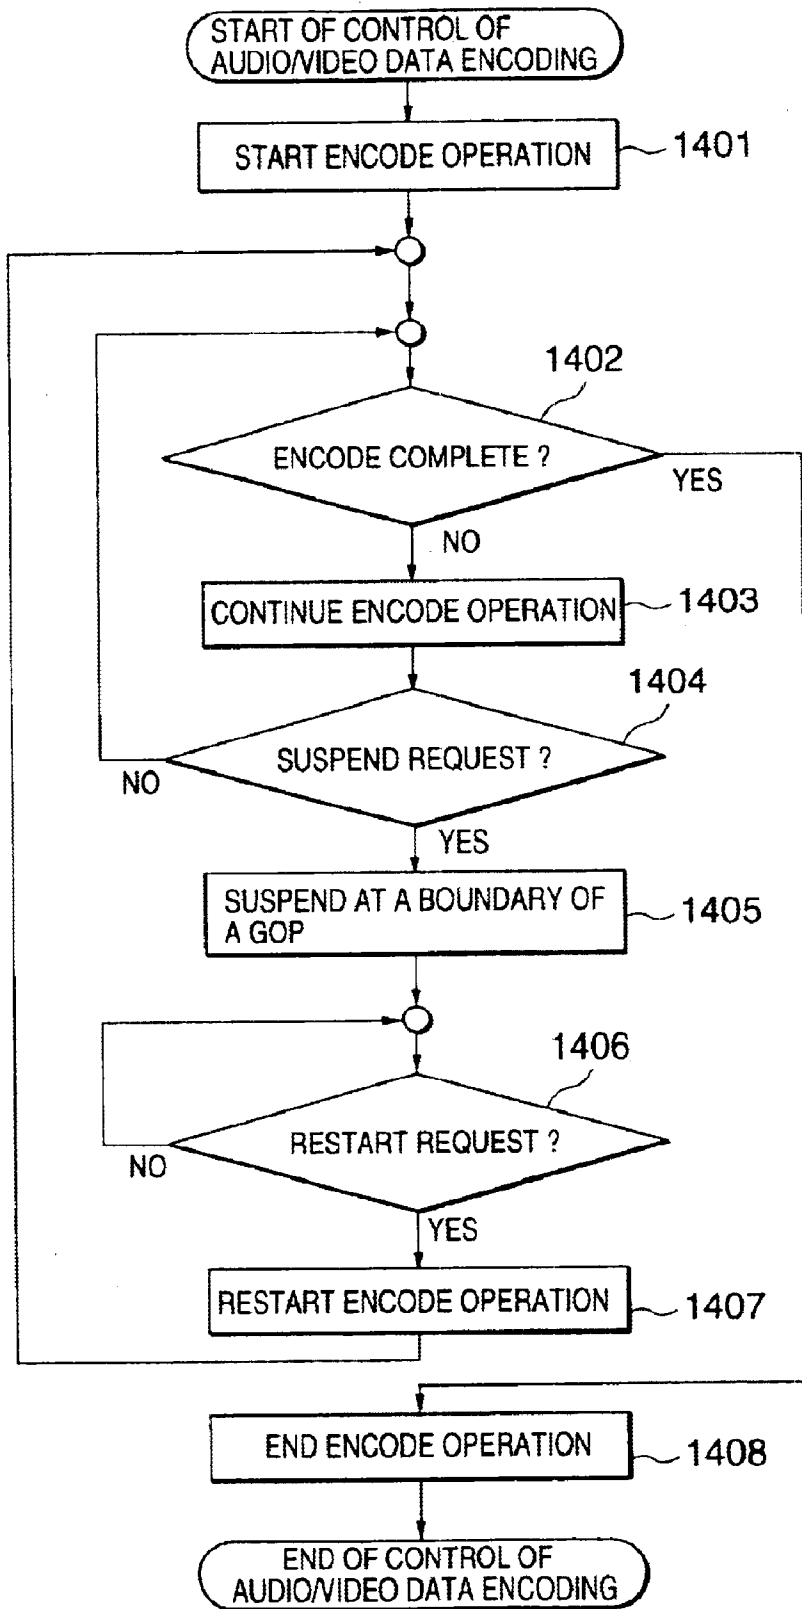 START OF CONTROL OF
AUDIO/VIDEO DATA ENCODING
START ENCODE OPERATION
1401
1402
ENCODE COMPLETE ?
YES
NO
CONTINUE ENCODE OPERATION
1403
1404
SUSPEND REQUEST ?
NO
YES
SUSPEND AT A BOUNDARY OF
A GOP
1405
1406
RESTART REQUEST ?
NO
YES
RESTART ENCODE OPERATION
1407
END ENCODE OPERATION
1408
END OF CONTROL OF
AUDIO/VIDEO DATA ENCODING